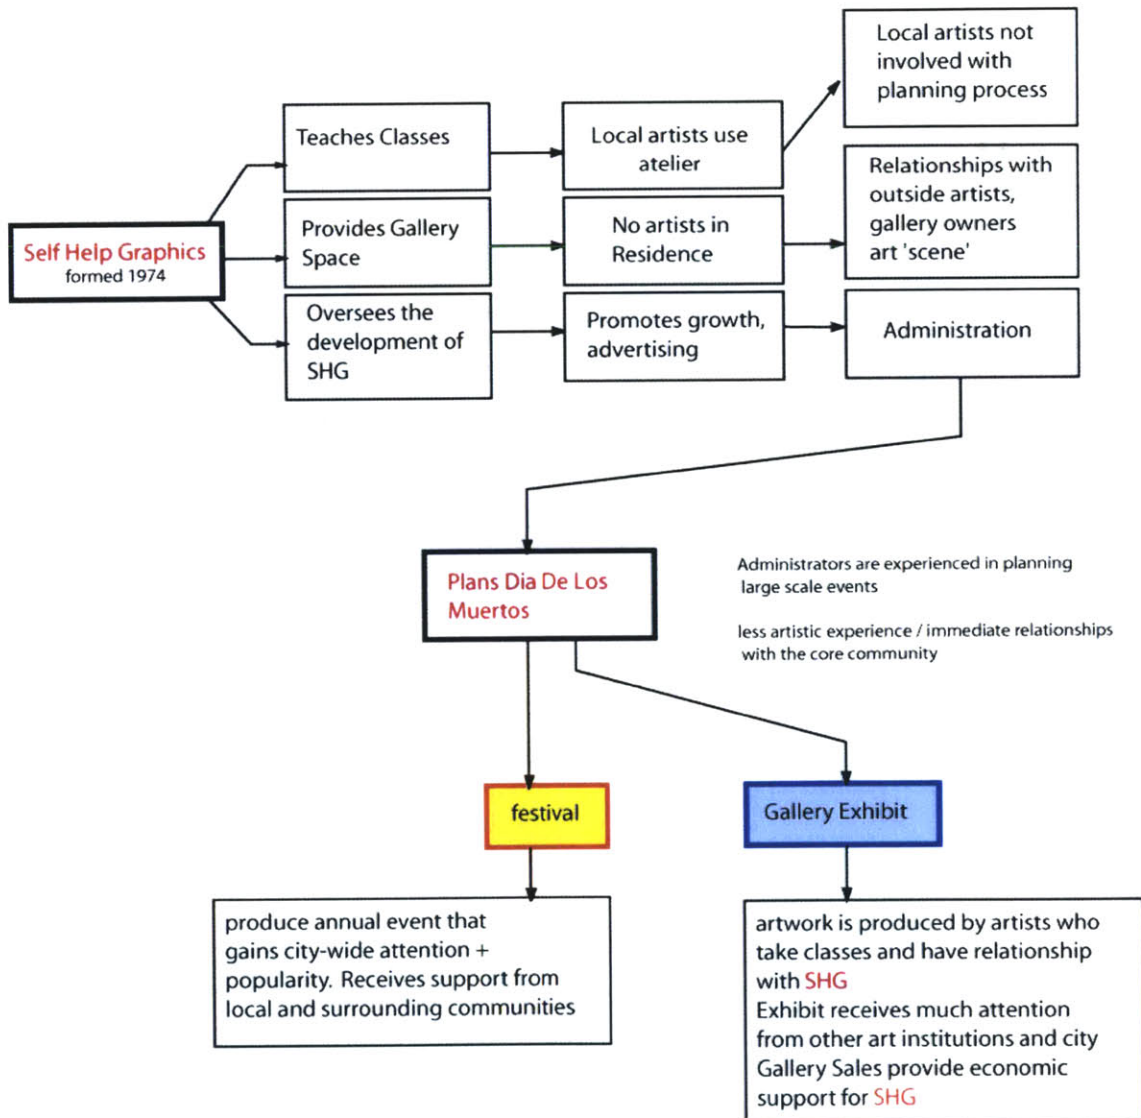 Local artists not
involved with
planning process
Teaches Classes
Local artists use
atelier
Relationships with
outside artists,
gallery owners
art 'scene'
Self Help Graphics
formed 1974
Provides Gallery
Space
No artists in
Residence
Oversees the
development of
SHG
Promotes growth,
advertising
Administration
Plans Dia De Los
Muertos
Administrators are experienced in planning
large scale events
less artistic experience / immediate relationships
with the core community
festival
Gallery Exhibit
produce annual event that
gains city-wide attention +
popularity. Receives support from
local and surrounding communities
artwork is produced by artists who
take classes and have relationship
with SHG
Exhibit receives much attention
from other art institutions and city
Gallery Sales provide economic
support for SHG